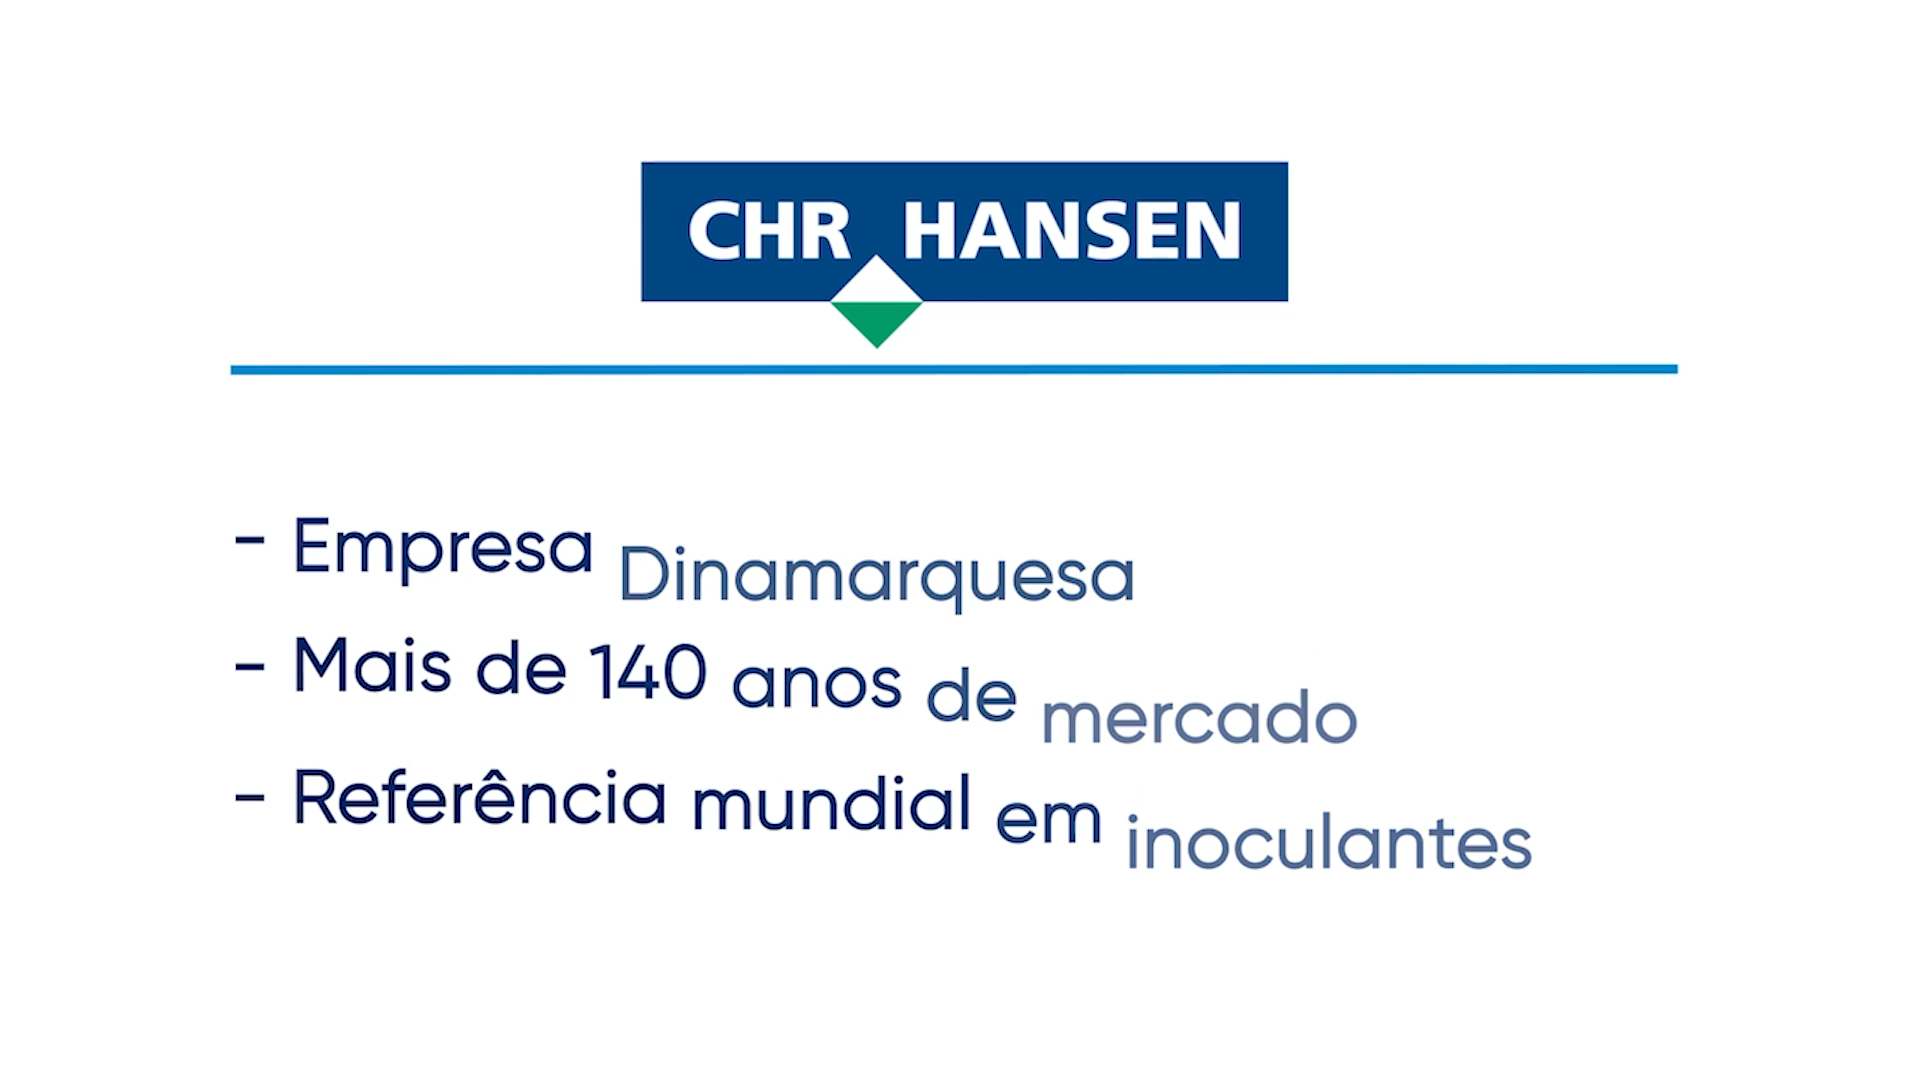 CHR HANSEN
- Empresa Dinamarquesa
- Mais de 140 anos de mercado
- Referência mundial em inoculantes